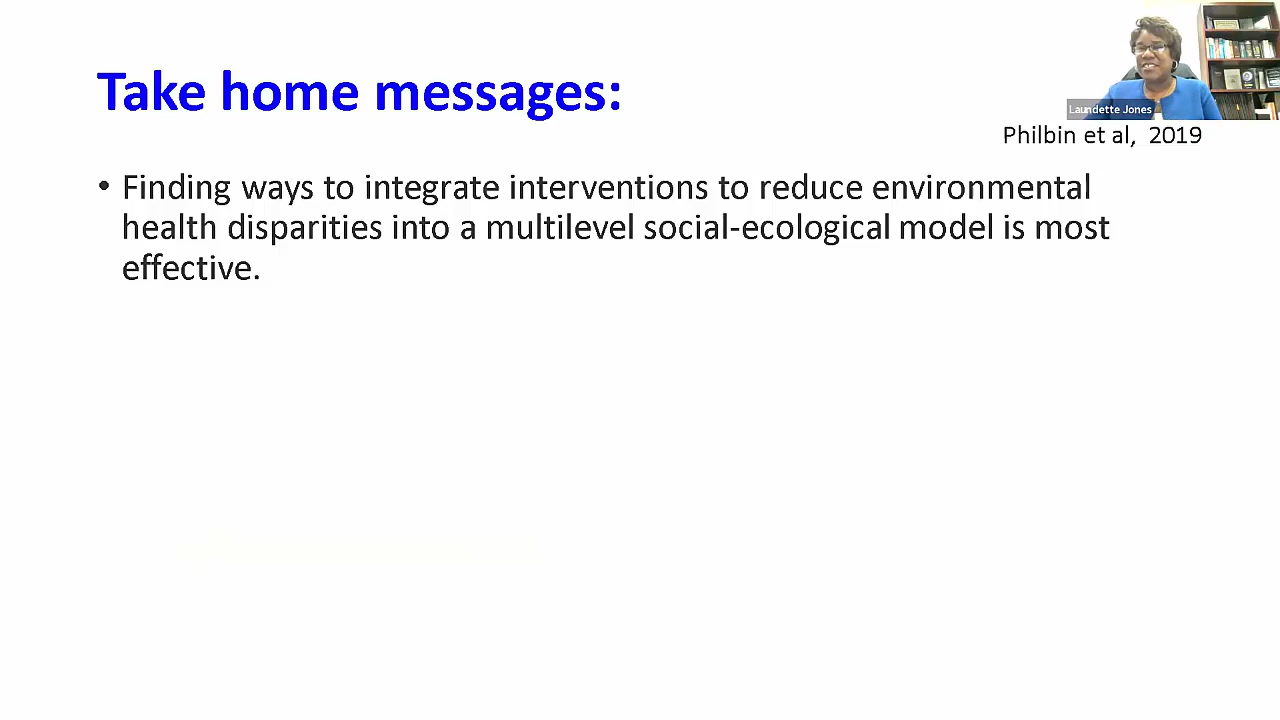 Take home messages:
Laundette Jones
Philbin et al, 2019
• Finding ways to integrate interventions to reduce environmental
health disparities into a multilevel social-ecological model is most
effective.